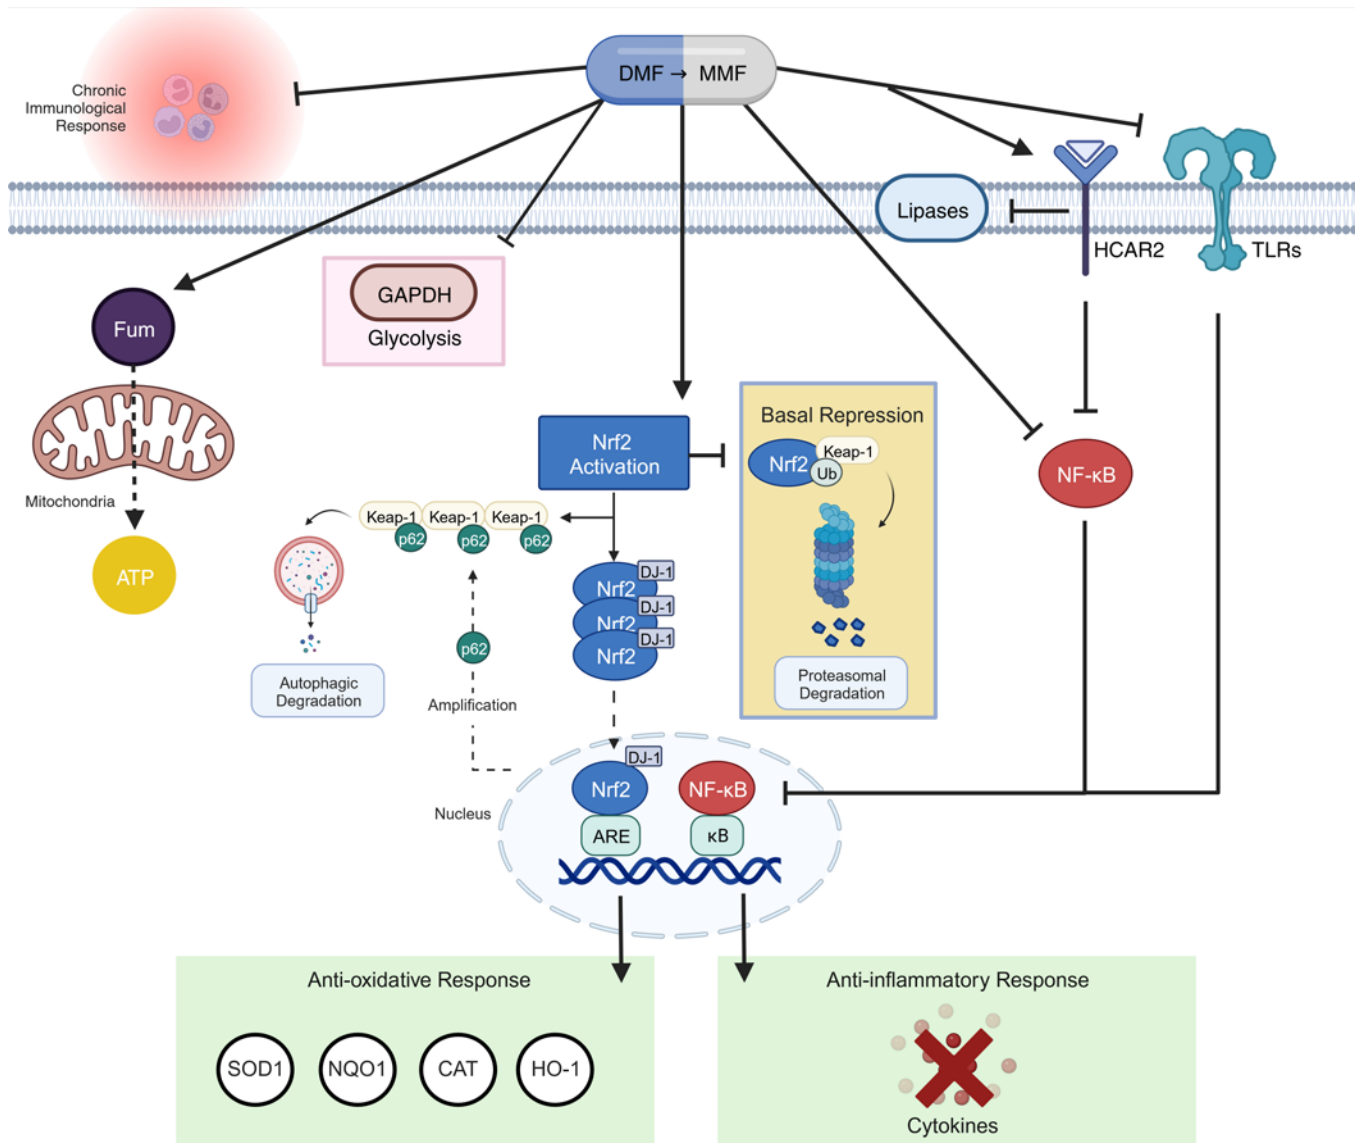 DMF → MMF
Chronic
Immunological
Response
Lipases
HCAR2
TLRs
GAPDH
Glycolysis
Fum
Mitochondria
ATP
Nrf2
Activation
Basal Repression
Nrf2
Keap-1
Ub
Proteasomal
Degradation
NF-κB
Keap-1
Keap-1
Keap-1
p62
p62
p62
DJ-1
Nrf2
DJ-1
Nrf2
DJ-1
Nrf2
p62
Amplification
Autophagic
Degradation
Nucleus
DJ-1
Nrf2
ARE
NF-κB
κB
Anti-oxidative Response
SOD1
NQO1
CAT
HO-1
Anti-inflammatory Response
Cytokines